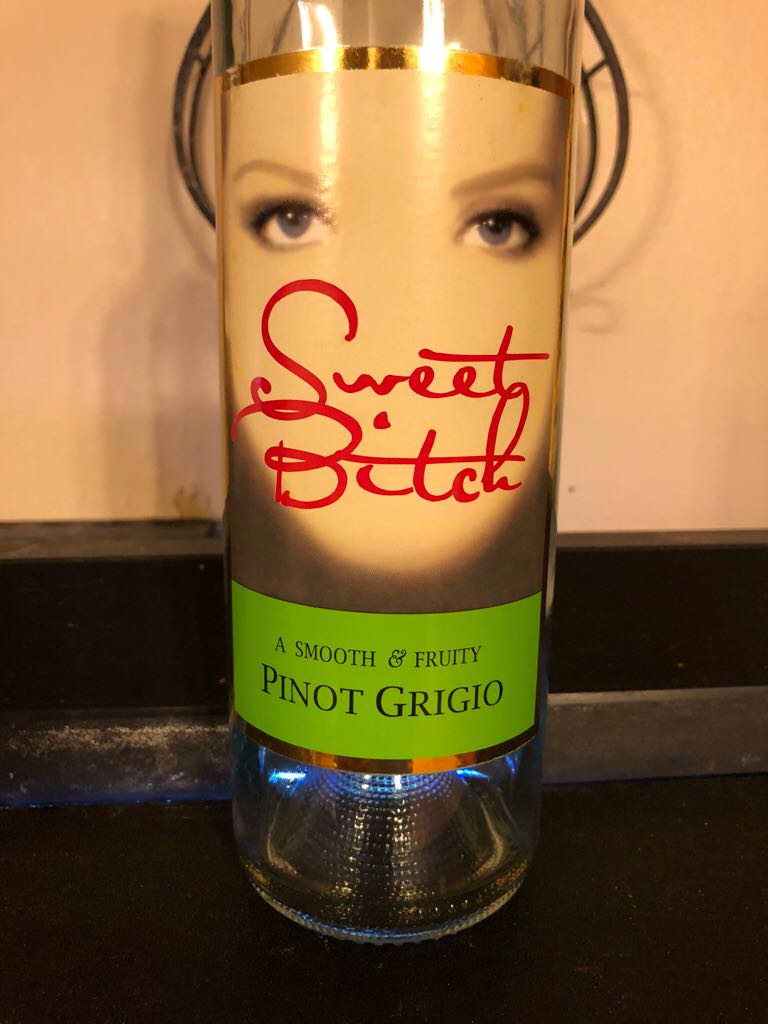 Sweet
Bitch
A SMOOTH & FRUITY
PINOT GRIGIO